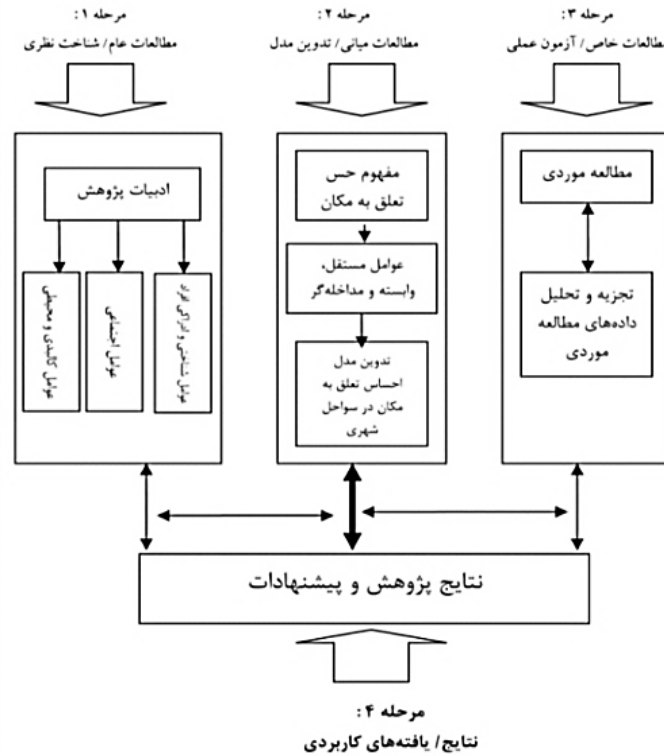 مرحله ۱:
مطالعات عام/ شناخت نظری
ادبیات پژوهش
عوامل کالبدی و محیطی
عوامل اجتماعی
عوامل شناختی و ادراکی افراد
مرحله ۲:
مطالعات میانی/ تدوین مدل
مفهوم حس
تعلق به مکان
عوامل مستقل،
وابسته و مداخله‌گر
تدوین مدل
احساس تعلق به
مکان در سواحل
شهری
مرحله ۳:
مطالعات خاص/ آزمون عملی
مطالعه موردی
تجزیه و تحلیل
داده‌های مطالعه
موردی
نتایج پژوهش و پیشنهادات
مرحله ۴:
نتایج/ یافته‌های کاربردی